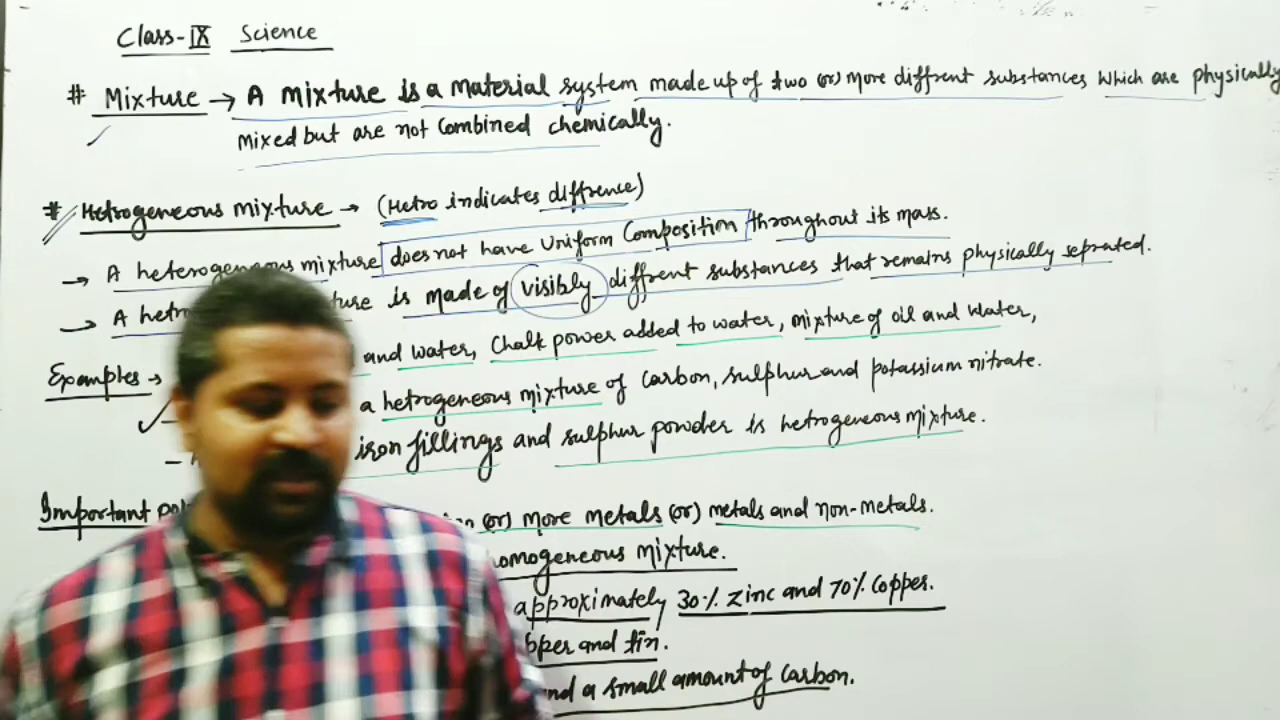 Class-IX Science
# Mixture → A mixture is a material system made up of two (or) more diffrent substances which are physically
mixed but are not combined chemically.
# Hetrogeneous mixture → (Hetro indicates diffrence)
→ A heterogeneous mixture does not have uniform composition throughout its mass.
→ A hetro ture is made of visibly diffrent substances that remains physically seprated.
Examples → and water, Chalk power added to water, mixture of oil and water,
a hetrogeneous mixture of carbon, sulphur and potassium nitrate.
- iron fillings and sulphur powder is hetrogeneous mixture.
Important (or) more metals (or) metals and non-metals.
omogeneous mixture.
approximately 30% zinc and 70% copper.
pper and tin.
nd a small amount of carbon.